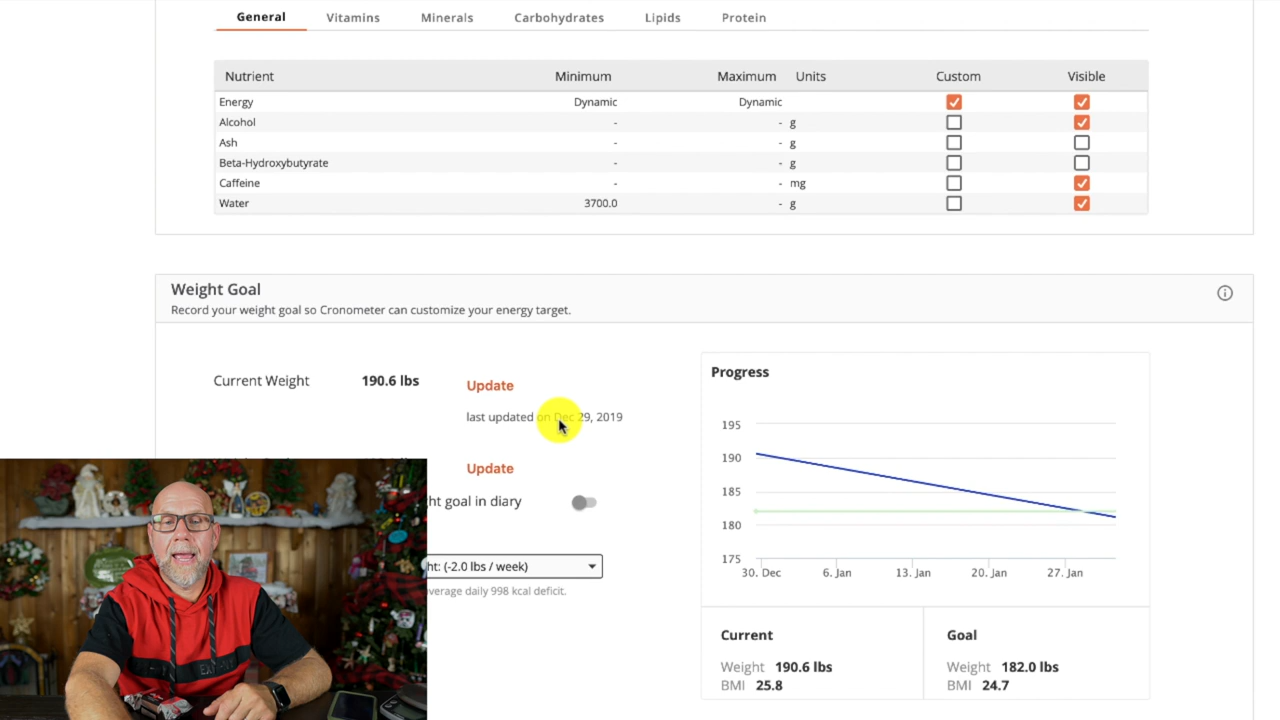 General Vitamins Minerals Carbohydrates Lipids Protein
Nutrient Minimum Maximum Units Custom Visible
Energy Dynamic Dynamic
Alcohol - - g
Ash - - g
Beta-Hydroxybutyrate - - g
Caffeine - - mg
Water 3700.0 - g
Weight Goal
Record your weight goal so Cronometer can customize your energy target.
Current Weight 190.6 lbs Update
last updated on Dec 29, 2019
Update
ht goal in diary
ht: (-2.0 lbs / week)
verage daily 998 kcal deficit.
Progress
195
190
185
180
175
30. Dec 6. Jan 13. Jan 20. Jan 27. Jan
Current
Weight 190.6 lbs
BMI 25.8
Goal
Weight 182.0 lbs
BMI 24.7